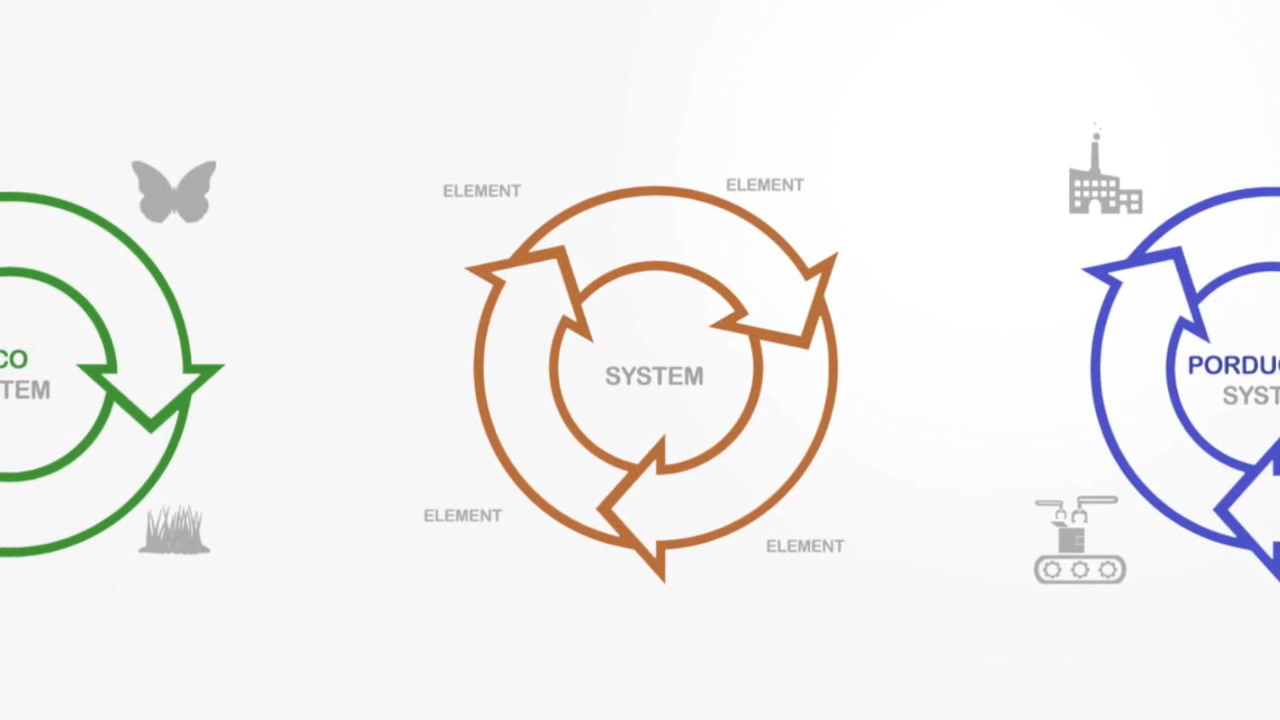 CO
TEM
ELEMENT
ELEMENT
SYSTEM
ELEMENT
ELEMENT
PORDUC
SYST